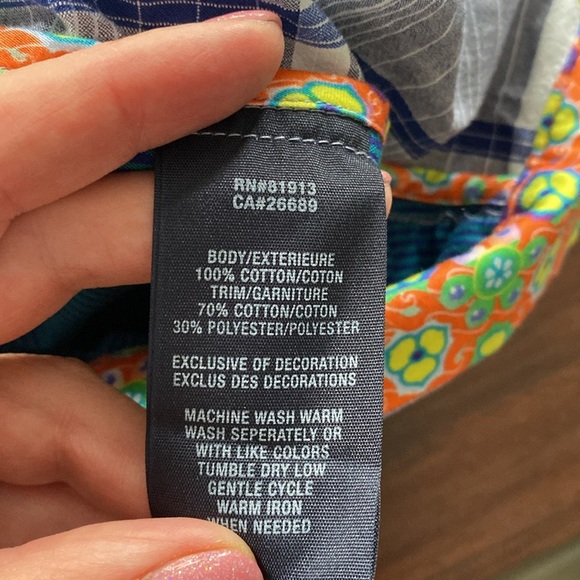 RN#81913
CA#26689
BODY/EXTERIEURE
100% COTTON/COTON
TRIM/GARNITURE
70% COTTON/COTON
30% POLYESTER/POLYESTER
EXCLUSIVE OF DECORATION
EXCLUS DES DECORATIONS
MACHINE WASH WARM
WASH SEPERATELY OR
WITH LIKE COLORS
TUMBLE DRY LOW
GENTLE CYCLE
WARM IRON
WHEN NEEDED